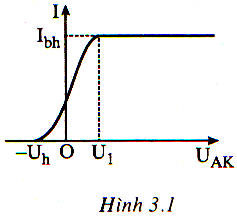 I
I_bh
−U_h O U_1 U_AK
Hình 3.1